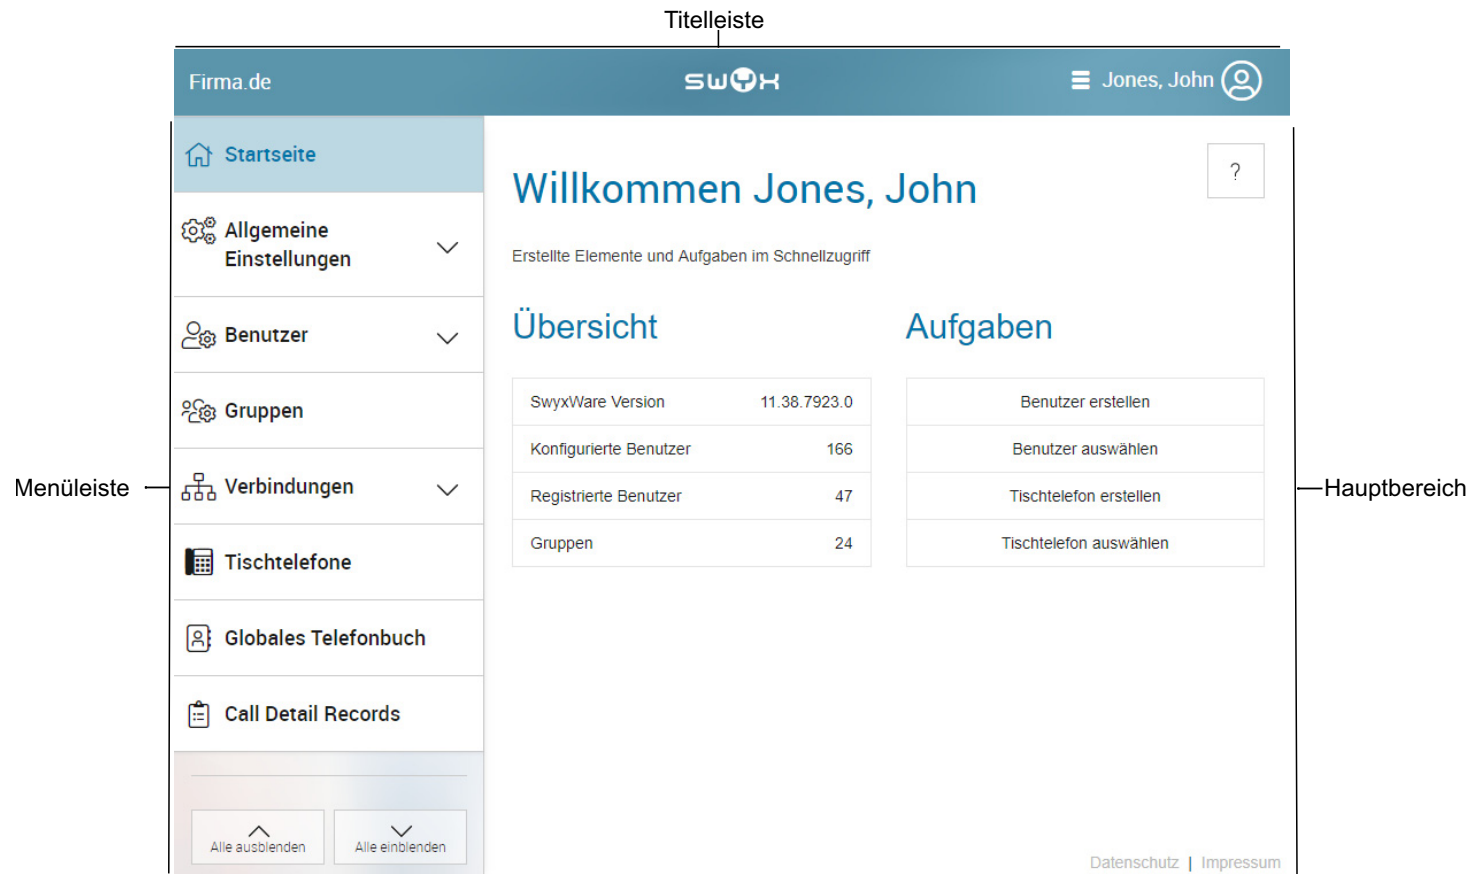 Titelleiste
Firma.de
swyx
Jones, John
Startseite
Allgemeine
Einstellungen
Benutzer
Gruppen
Verbindungen
Tischtelefone
Globales Telefonbuch
Call Detail Records
Alle ausblenden
Alle einblenden
Menüleiste
Willkommen Jones, John
?
Erstellte Elemente und Aufgaben im Schnellzugriff
Übersicht
SwyxWare Version 11.38.7923.0
Konfigurierte Benutzer 166
Registrierte Benutzer 47
Gruppen 24
Aufgaben
Benutzer erstellen
Benutzer auswählen
Tischtelefon erstellen
Tischtelefon auswählen
Hauptbereich
Datenschutz | Impressum